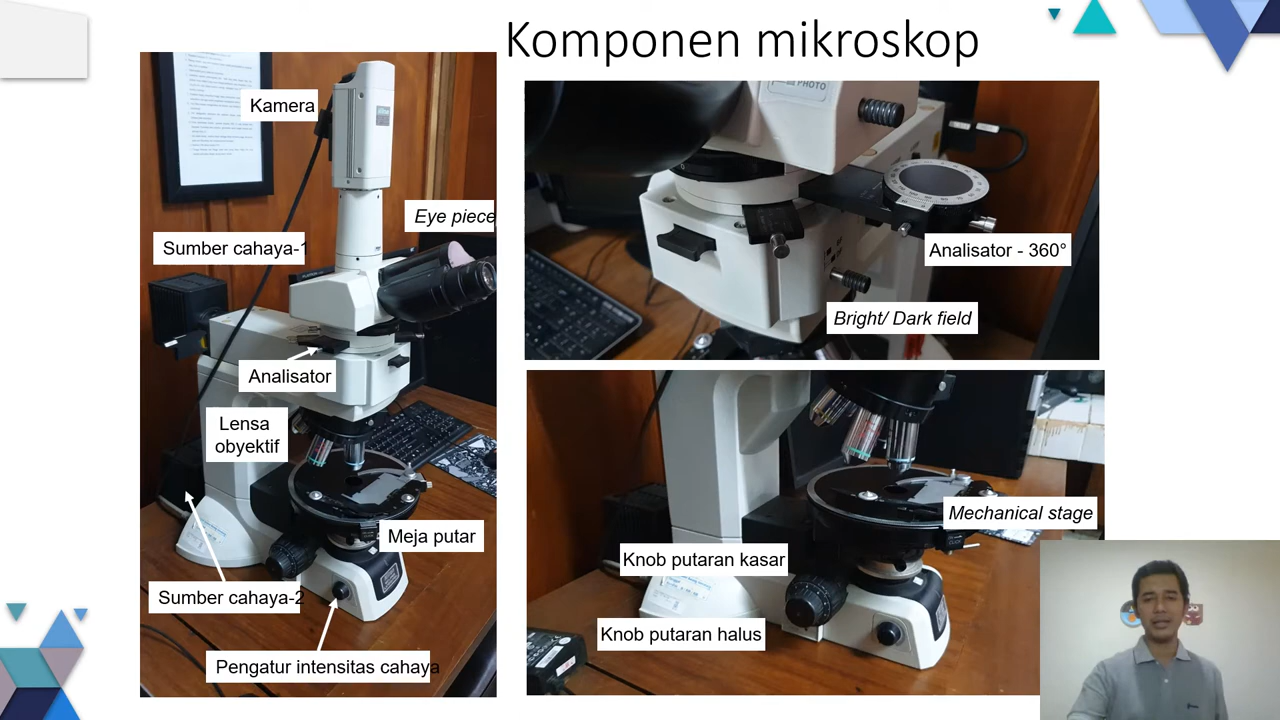 Komponen mikroskop
Kamera
Eye piece
Sumber cahaya-1
Analisator
Lensa
obyektif
Meja putar
Sumber cahaya-2
Pengatur intensitas cahaya
PHOTO
Analisator - 360°
Bright/ Dark field
Mechanical stage
Knob putaran kasar
Knob putaran halus